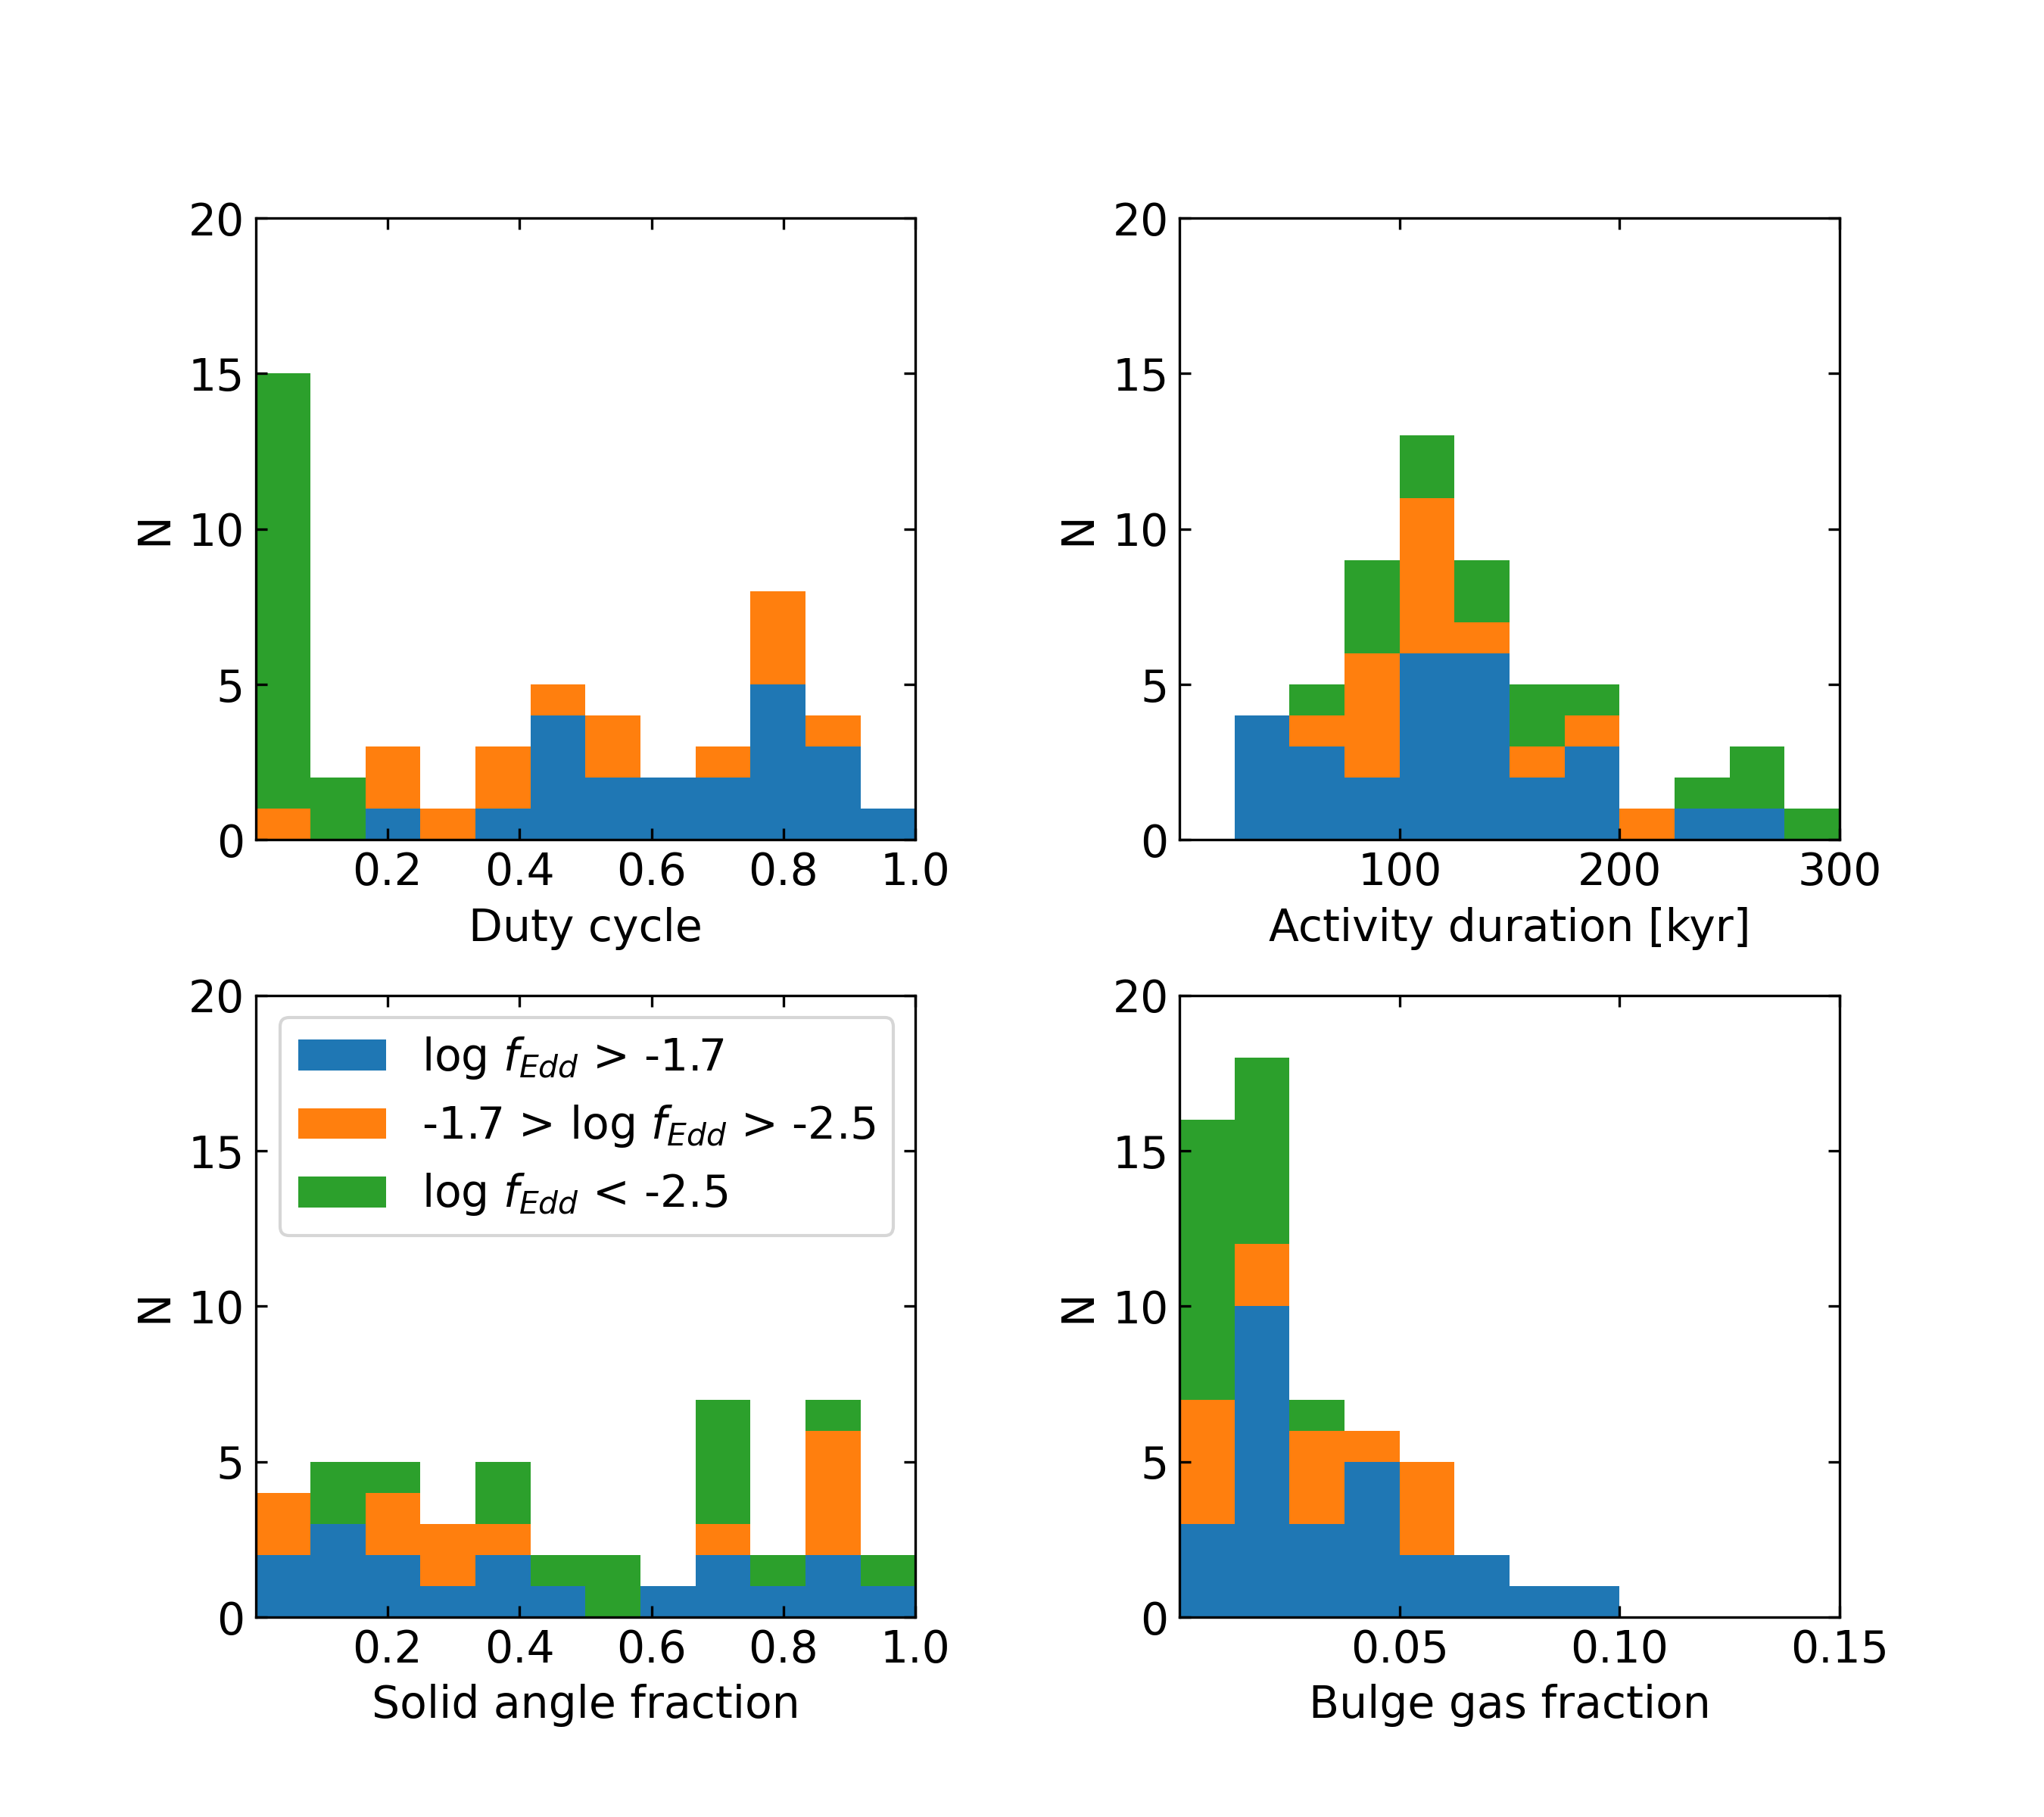 20
15
N 10
5
0
0.2 0.4 0.6 0.8 1.0
Duty cycle
20
15
N 10
5
0
100 200 300
Activity duration [kyr]
20
15
N 10
5
0
log f_Edd > -1.7
-1.7 > log f_Edd > -2.5
log f_Edd < -2.5
0.2 0.4 0.6 0.8 1.0
Solid angle fraction
20
15
N 10
5
0
0.05 0.10 0.15
Bulge gas fraction